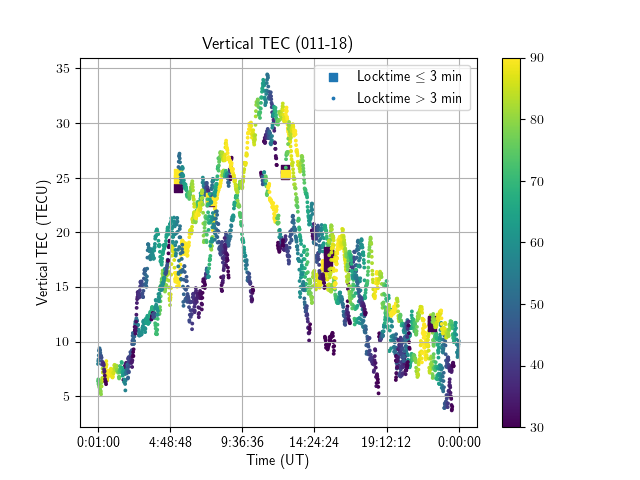 Vertical TEC (011-18)
Locktime ≤ 3 min
Locktime > 3 min
Vertical TEC (TECU)
35
30
25
20
15
10
5
0:01:00 4:48:48 9:36:36 14:24:24 19:12:12 0:00:00
Time (UT)
90
80
70
60
50
40
30